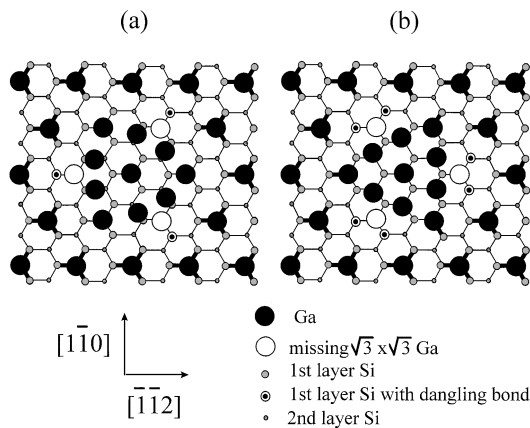 (a) (b)
[11̅0]
[1̅1̅2]
Ga
missing √3 x √3 Ga
1st layer Si
1st layer Si with dangling bond
2nd layer Si